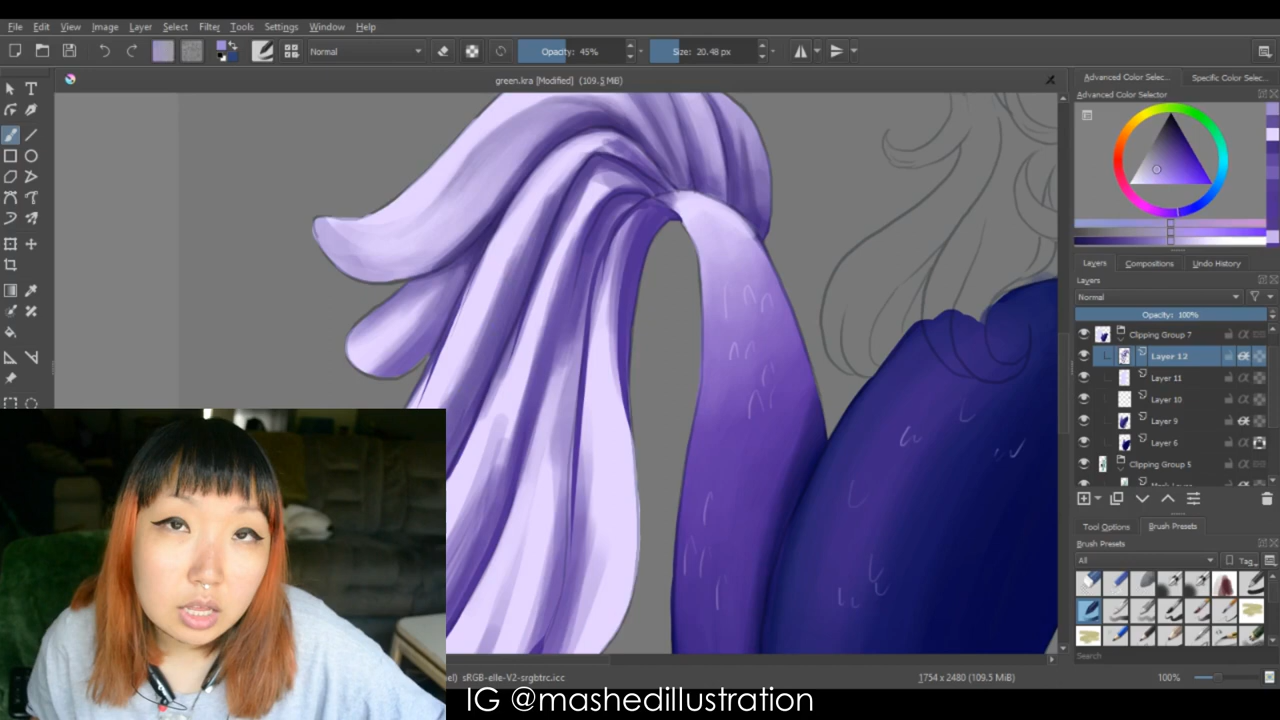 File Edit View Image Layer Select Filter Tools Settings Window Help
Normal Opacity: 45% Size: 20.48 px
green.kra [Modified] (109.5 MiB)
Advanced Color Selec... Specific Color Selec...
Advanced Color Selector
Layers Compositions Undo History
Layers
Normal
Opacity: 100%
Clipping Group 7
Layer 12
Layer 11
Layer 10
Layer 9
Layer 6
Clipping Group 5
Tool Options Brush Presets
Brush Presets
All Tag
Search
sRGB-elle-V2-srgbtrc.icc 1754 x 2480 (109.5 MiB) 100%
IG @mashedillustration